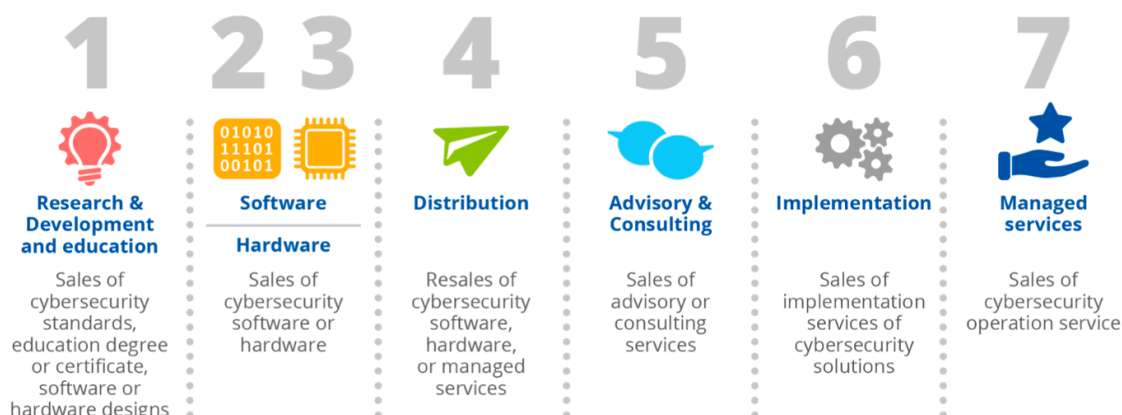 1
2 3
4
5
6
7
01010
11101
00101
Research &
Development
and education
Software
Hardware
Distribution
Advisory &
Consulting
Implementation
Managed
services
Sales of
cybersecurity
standards,
education degree
or certificate,
software or
hardware designs
Sales of
cybersecurity
software or
hardware
Resales of
cybersecurity
software,
hardware,
or managed
services
Sales of
advisory or
consulting
services
Sales of
implementation
services of
cybersecurity
solutions
Sales of
cybersecurity
operation service